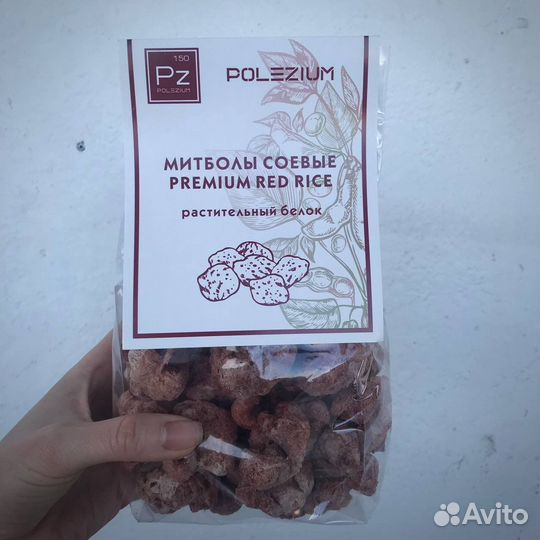 150
Pz
POLEZIUM
POLEZIUM
МИТБОЛЫ СОЕВЫЕ
PREMIUM RED RICE
растительный белок
Avito